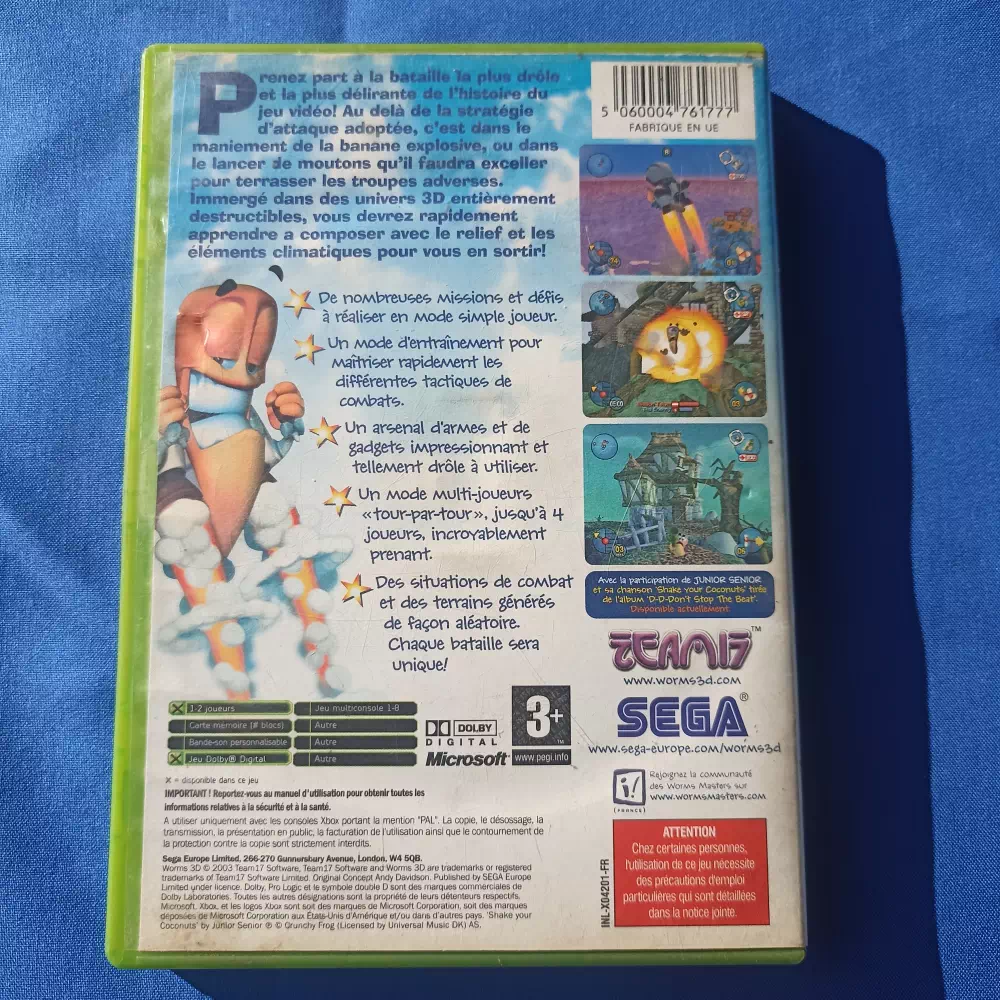 Prenez part à la bataille la plus drôle
et la plus délirante de l'histoire du
jeu vidéo! Au delà de la stratégie
d'attaque adoptée, c'est dans le
maniement de la banane explosive, ou dans
le lancer de moutons qu'il faudra exceller
pour terrasser les troupes adverses.
Immergé dans des univers 3D entièrement
destructibles, vous devrez rapidement
apprendre a composer avec le relief et les
éléments climatiques pour vous en sortir!
5 060004 761777
FABRIQUE EN UE
De nombreuses missions et défis
à réaliser en mode simple joueur.
Un mode d'entraînement pour
maîtriser rapidement les
différentes tactiques de
combats.
Un arsenal d'armes et de
gadgets impressionnant et
tellement drôle à utiliser.
Un mode multi-joueurs
«tour-par-tour», jusqu'à 4
joueurs, incroyablement
prenant.
Des situations de combat
et des terrains générés
de façon aléatoire.
Chaque bataille sera
unique!
Avec la participation de JUNIOR SENIOR
et sa chanson 'Shake your Coconuts' tirée
de l'album 'D-D-Don't Stop The Beat'.
Disponible actuellement
TEAM17™
www.worms3d.com
SEGA®
www.sega-europe.com/worms3d
i!
(FRANCE)
Rejoignez la communauté
des Worms Masters sur
www.wormsmasters.com
1-2 joueurs
Jeu multiconsole 1-8
Carte mémoire (# blocs)
Autre
Bande-son personnalisable
Autre
Jeu Dolby® Digital
Autre
DOLBY
DIGITAL
Microsoft
3+
™
www.pegi.info
X = disponible dans ce jeu
IMPORTANT ! Reportez-vous au manuel d'utilisation pour obtenir toutes les
informations relatives à la sécurité et à la santé.
A utiliser uniquement avec les consoles Xbox portant la mention "PAL". La copie, le désossage, la
transmission, la présentation en public, la facturation de l'utilisation ainsi que le contournement de
la protection contre la copie sont strictement interdits.
Sega Europe Limited, 266-270 Gunnersbury Avenue, London, W4 5QB.
Worms 3D © 2003 Team17 Software, Team17 Software and Worms are trademarks or registered
trademarks of Team17 Software Limited. Original Concept Andy Davidson. Published by SEGA Europe
Limited under licence. Dolby, Pro Logic et le symbole double D sont des marques commerciales de
Dolby Laboratories. Toutes les autres désignations sont la propriété de leurs détenteurs respectifs.
Microsoft, Xbox, et les logos Xbox sont soit des marques de Microsoft Corporation, soit des marques
déposées de Microsoft Corporation aux États-Unis d'Amérique et/ou dans d'autres pays. 'Shake your
Coconuts' by Junior Senior ℗ © Crunchy Frog (Licensed by Universal Music DK) AS.
INL-X04201-FR
ATTENTION
Chez certaines personnes,
l'utilisation de ce jeu nécessite
des précautions d'emploi
particulières qui sont détaillées
dans la notice jointe.